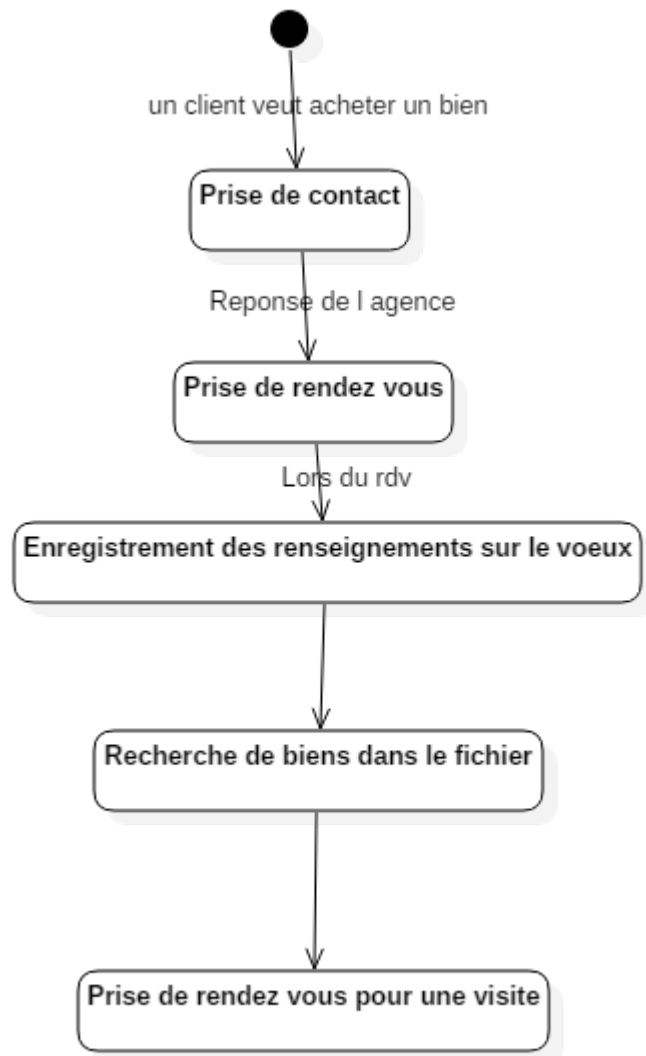 un client veut acheter un bien
Prise de contact
Reponse de l agence
Prise de rendez vous
Lors du rdv
Enregistrement des renseignements sur le voeux
Recherche de biens dans le fichier
Prise de rendez vous pour une visite